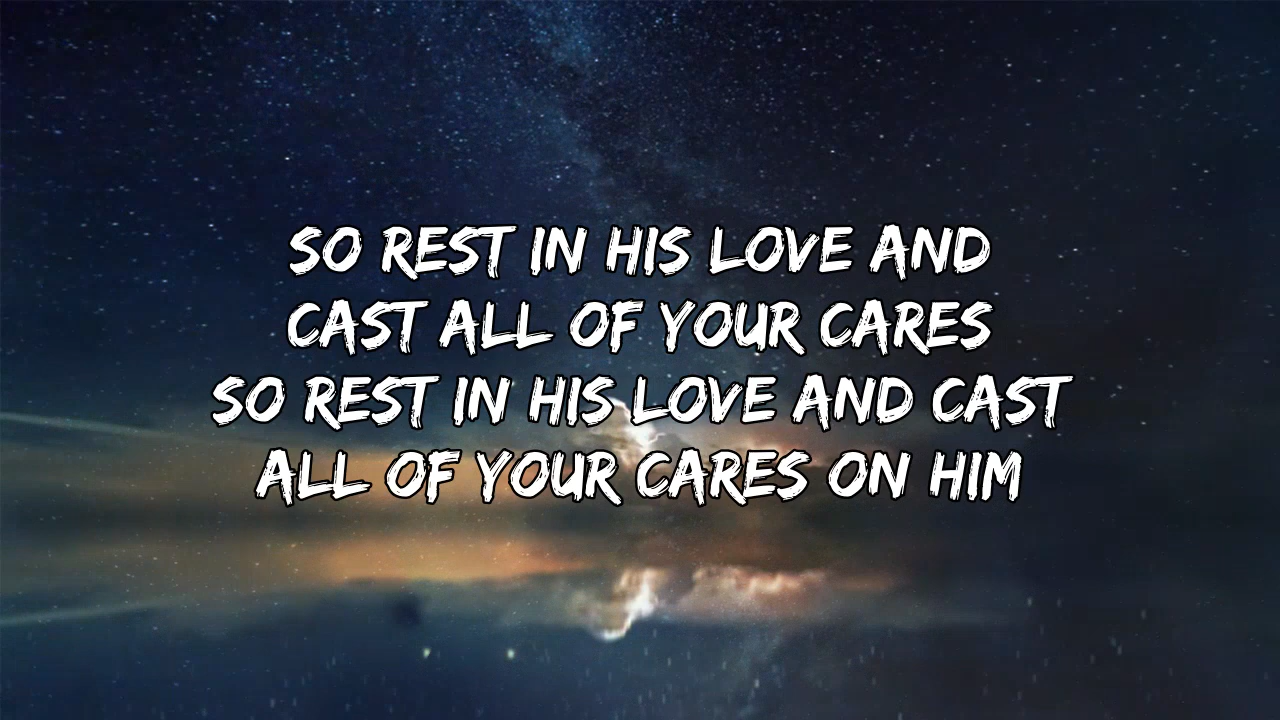 SO REST IN HIS LOVE AND
CAST ALL OF YOUR CARES
SO REST IN HIS LOVE AND CAST
ALL OF YOUR CARES ON HIM